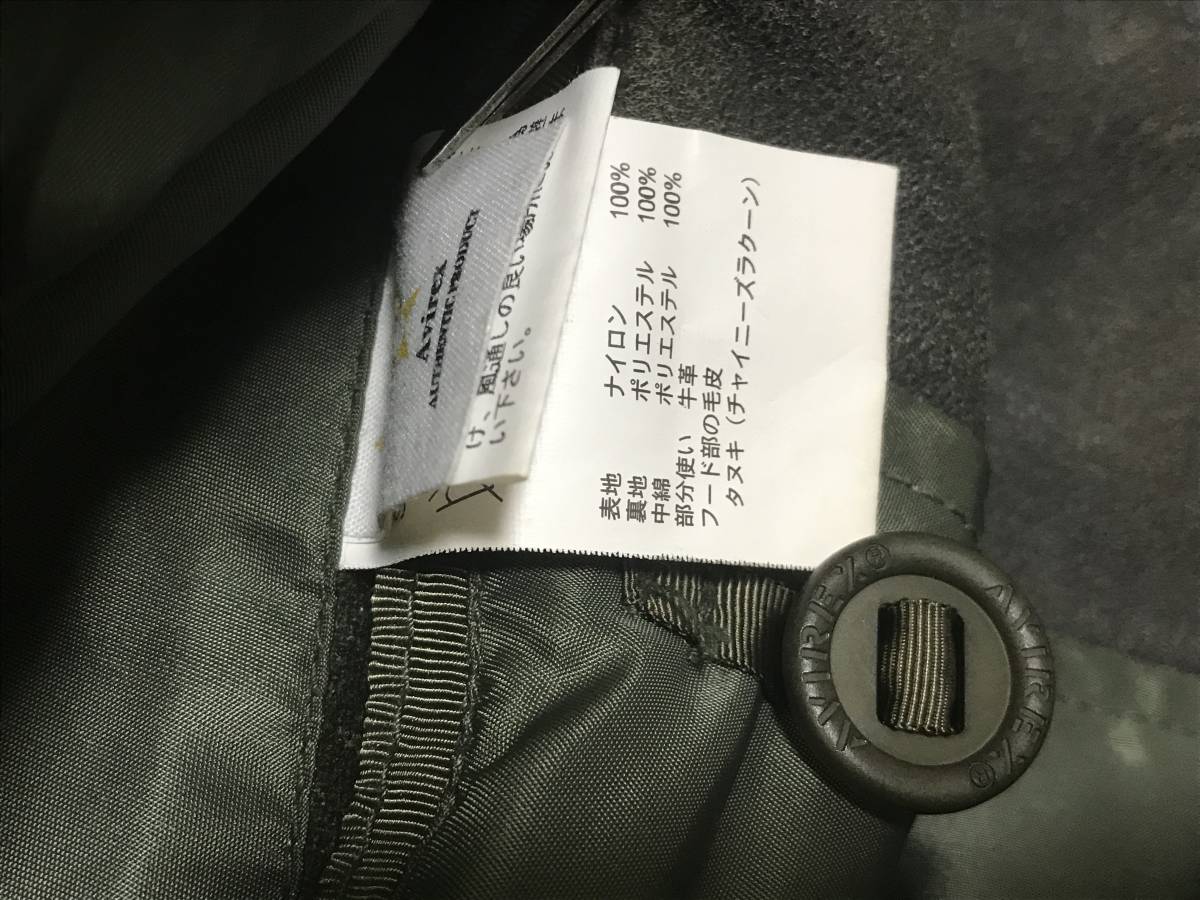 Avirex
AUTHENTIC PRODUCT
け、風通しの良い場所に
い下さい。
表地 ナイロン 100%
裏地 ポリエステル 100%
中綿 ポリエステル 100%
部分使い 牛革
フード部の毛皮
タヌキ（チャイニーズラクーン）
AVIREX®
AVIREX®